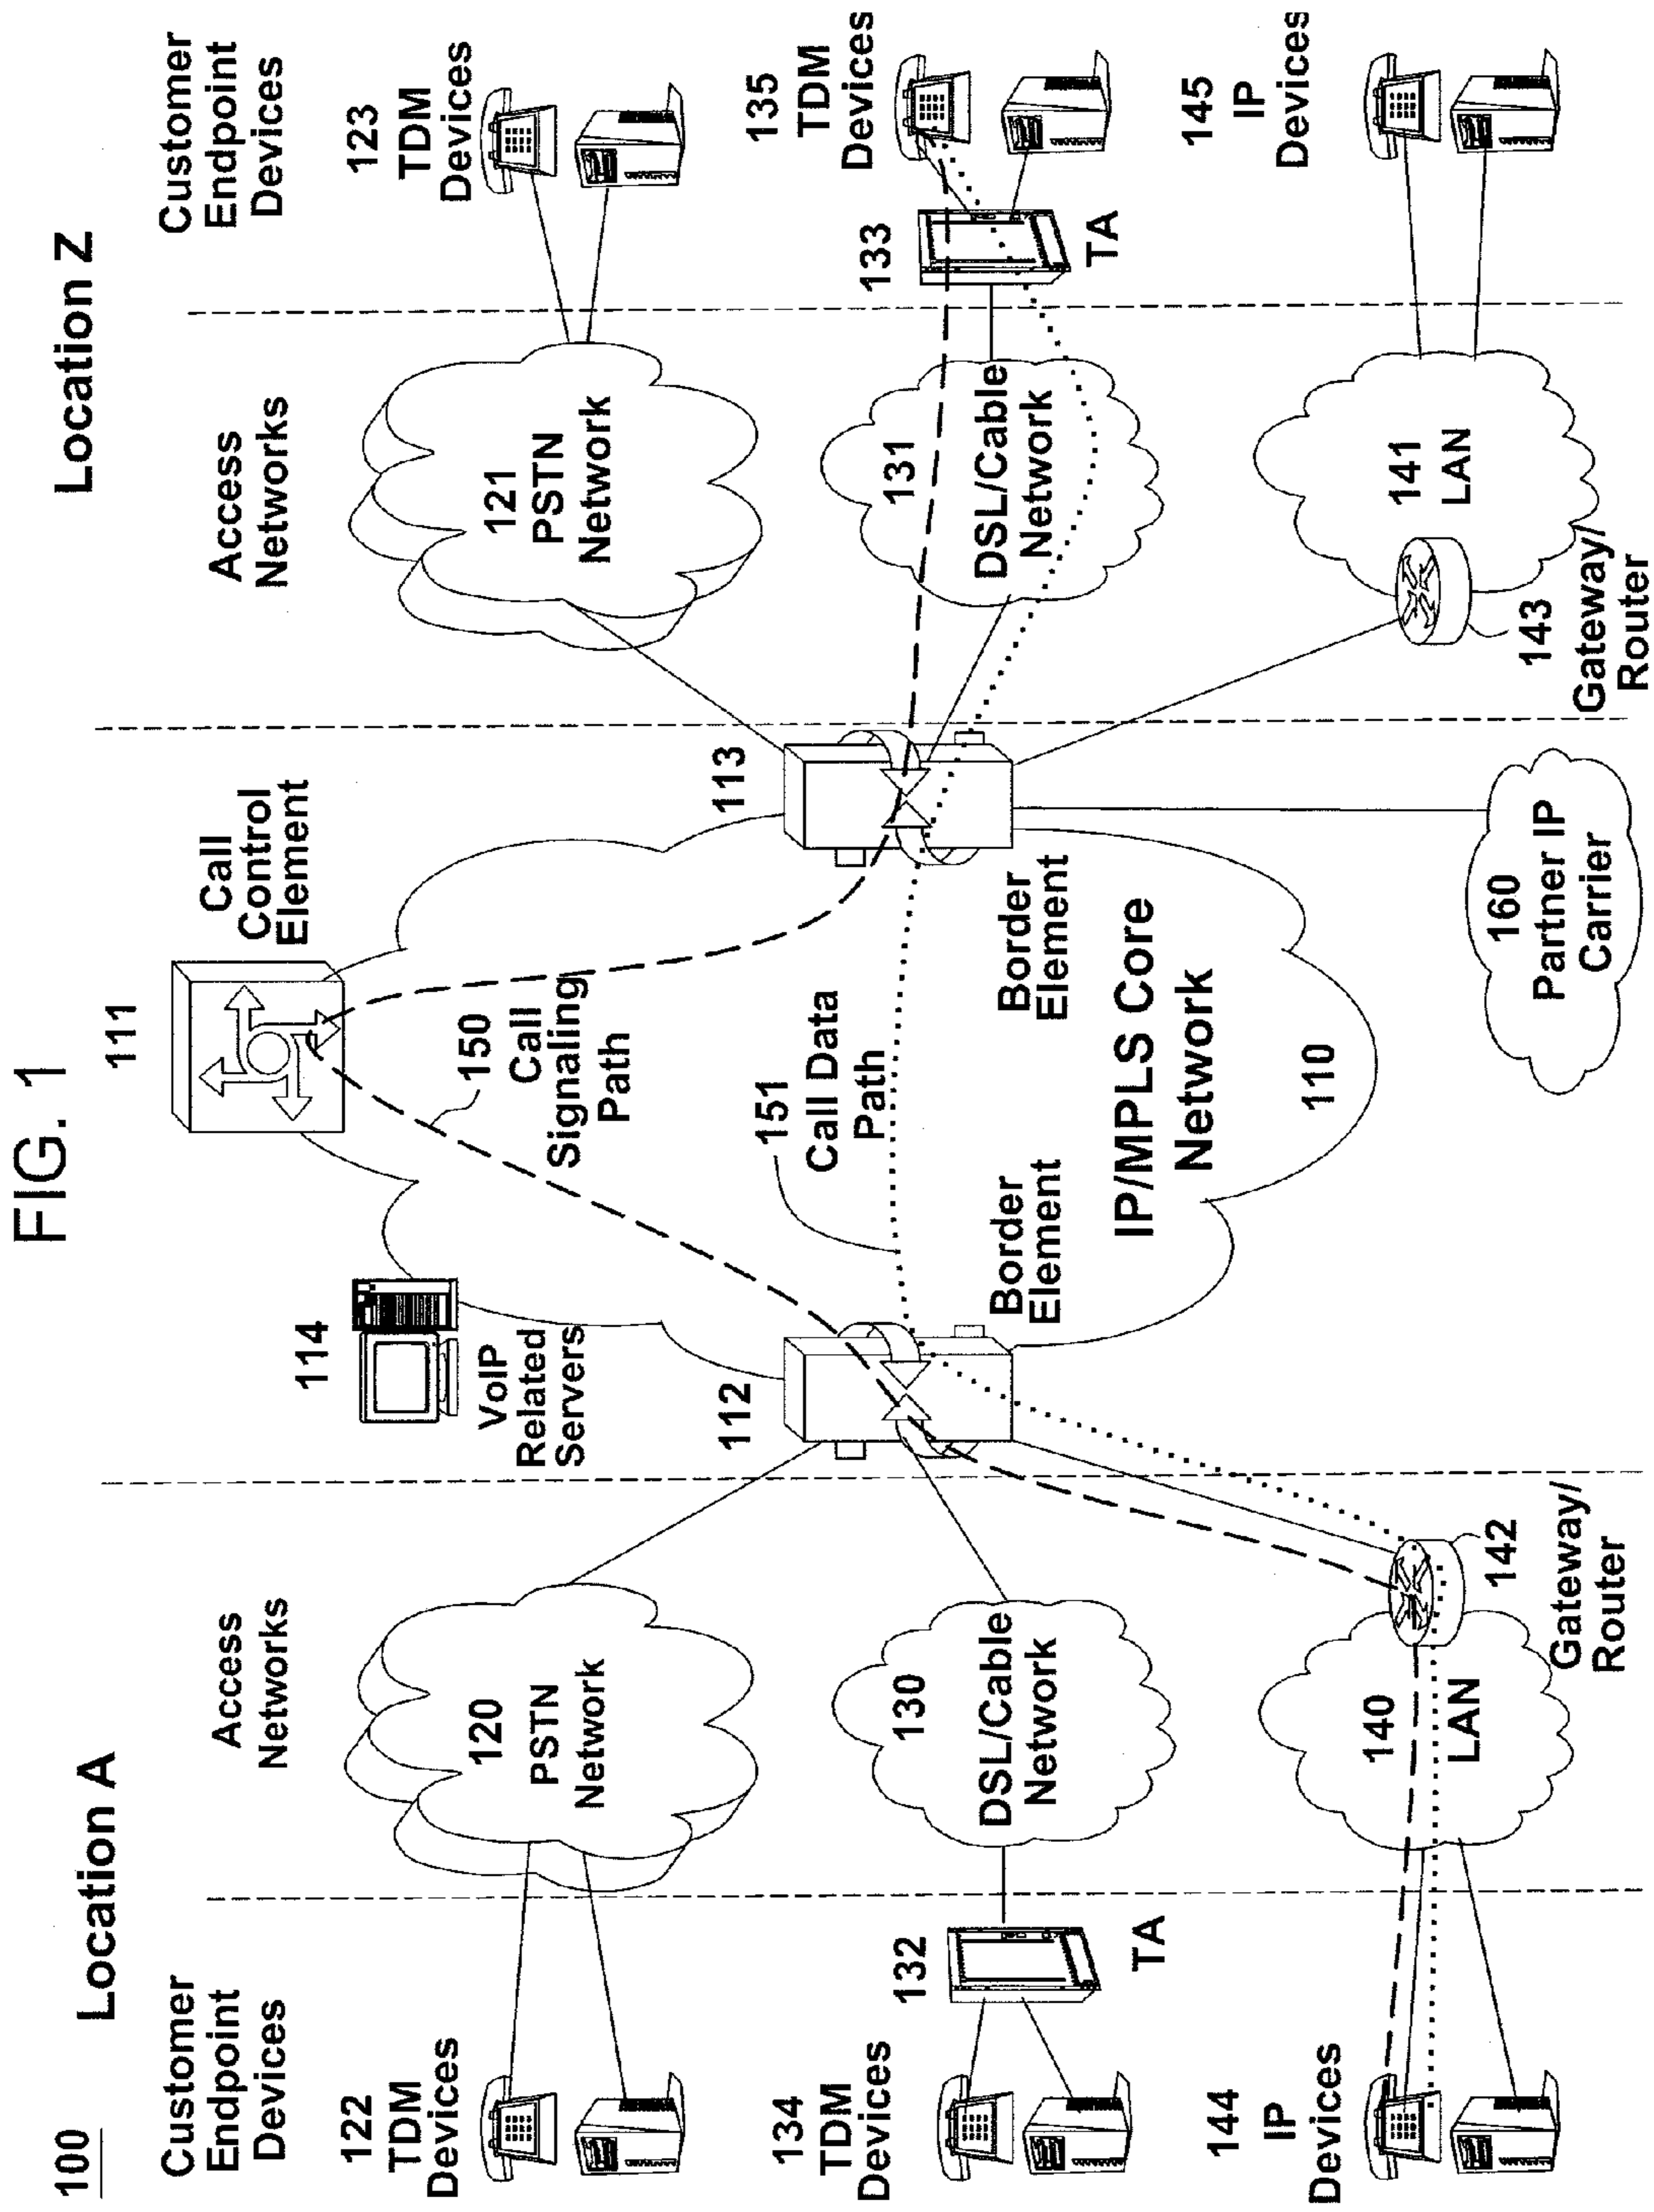 FIG. 1
100
Location A
Location Z
Customer
Endpoint
Devices
Access
Networks
114
VoIP
Related
Servers
111
Call
Control
Element
Access
Networks
Customer
Endpoint
Devices
122
TDM
Devices
120
PSTN
Network
112
150
Call
Signaling
Path
151
Call Data
Path
113
121
PSTN
Network
123
TDM
Devices
134
TDM
Devices
132
TA
130
DSL/Cable
Network
Border
Element
Border
Element
IP/MPLS Core
Network
110
131
DSL/Cable
Network
133
TA
135
TDM
Devices
144
IP
Devices
140
LAN
142
Gateway/
Router
160
Partner IP
Carrier
143
Gateway/
Router
141
LAN
145
IP
Devices